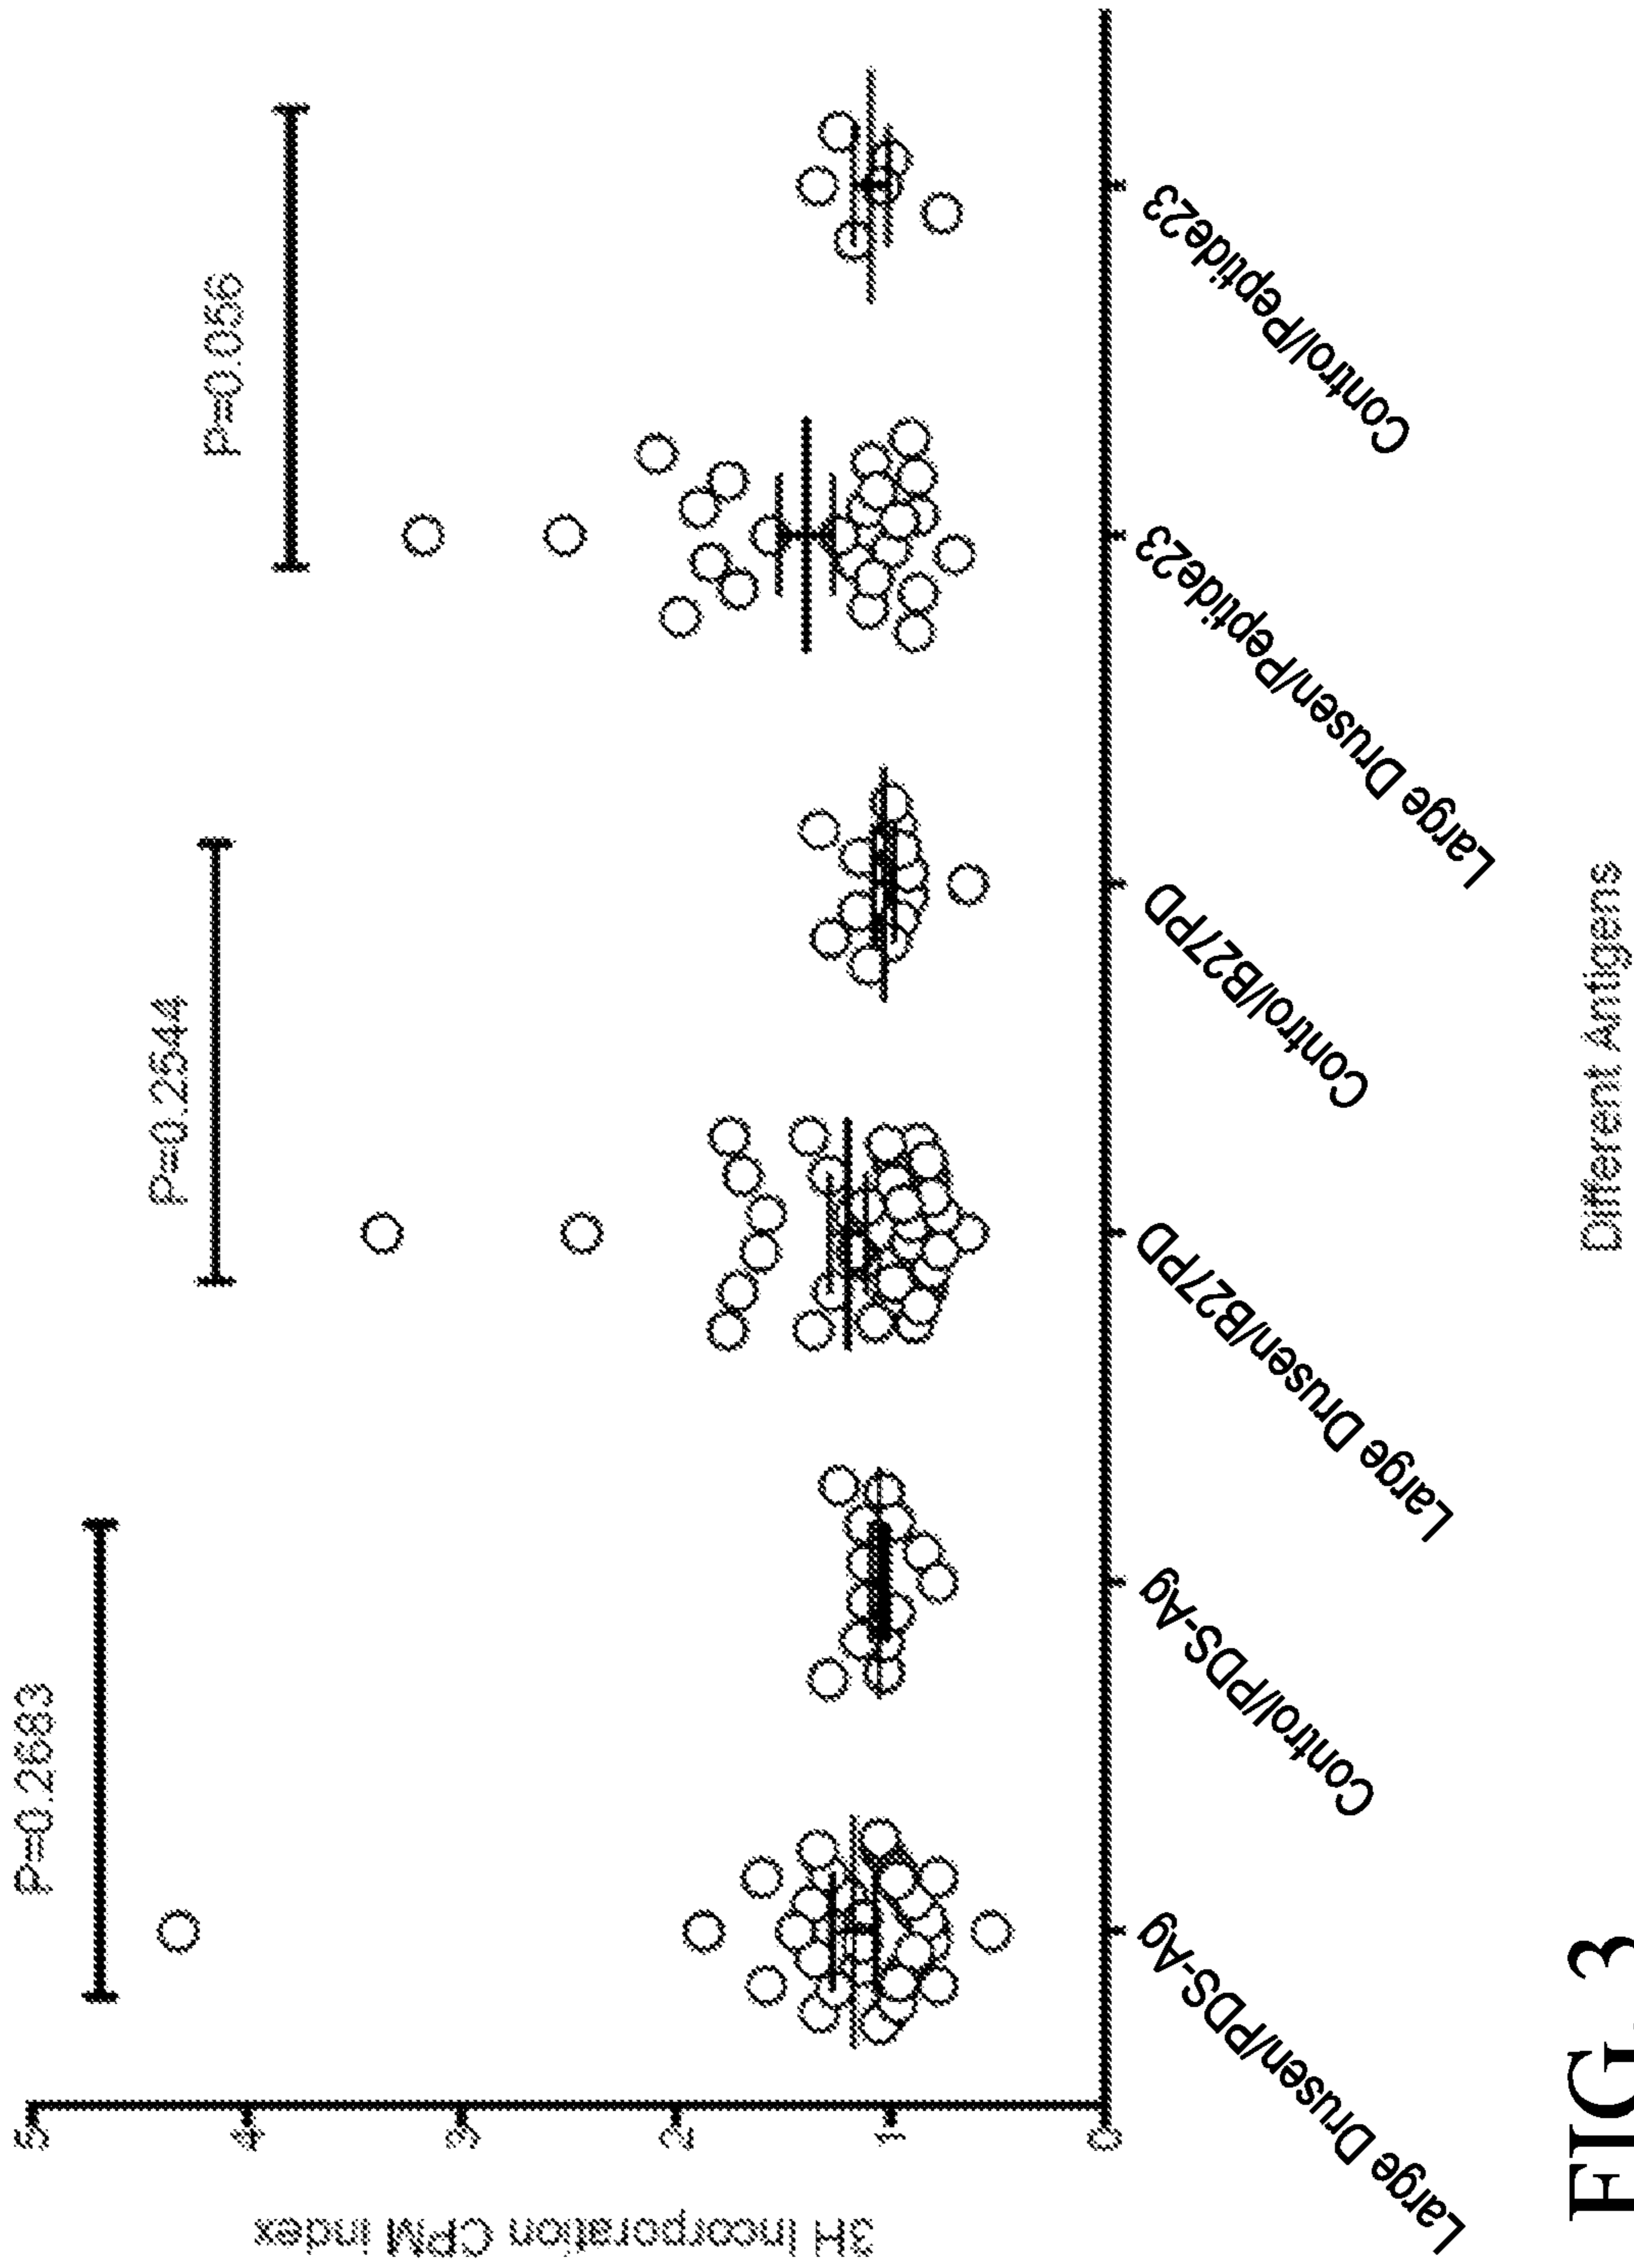 P=0.2683
P=0.2544
P=0.056
3H incorporation CPM index
5
4
3
2
1
0
Large Drusen/PDS-Ag
Control/PDS-Ag
Large Drusen/B27PD
Control/B27PD
Large Drusen/Peptide23
Control/Peptide23
Different Antigens
FIG. 3